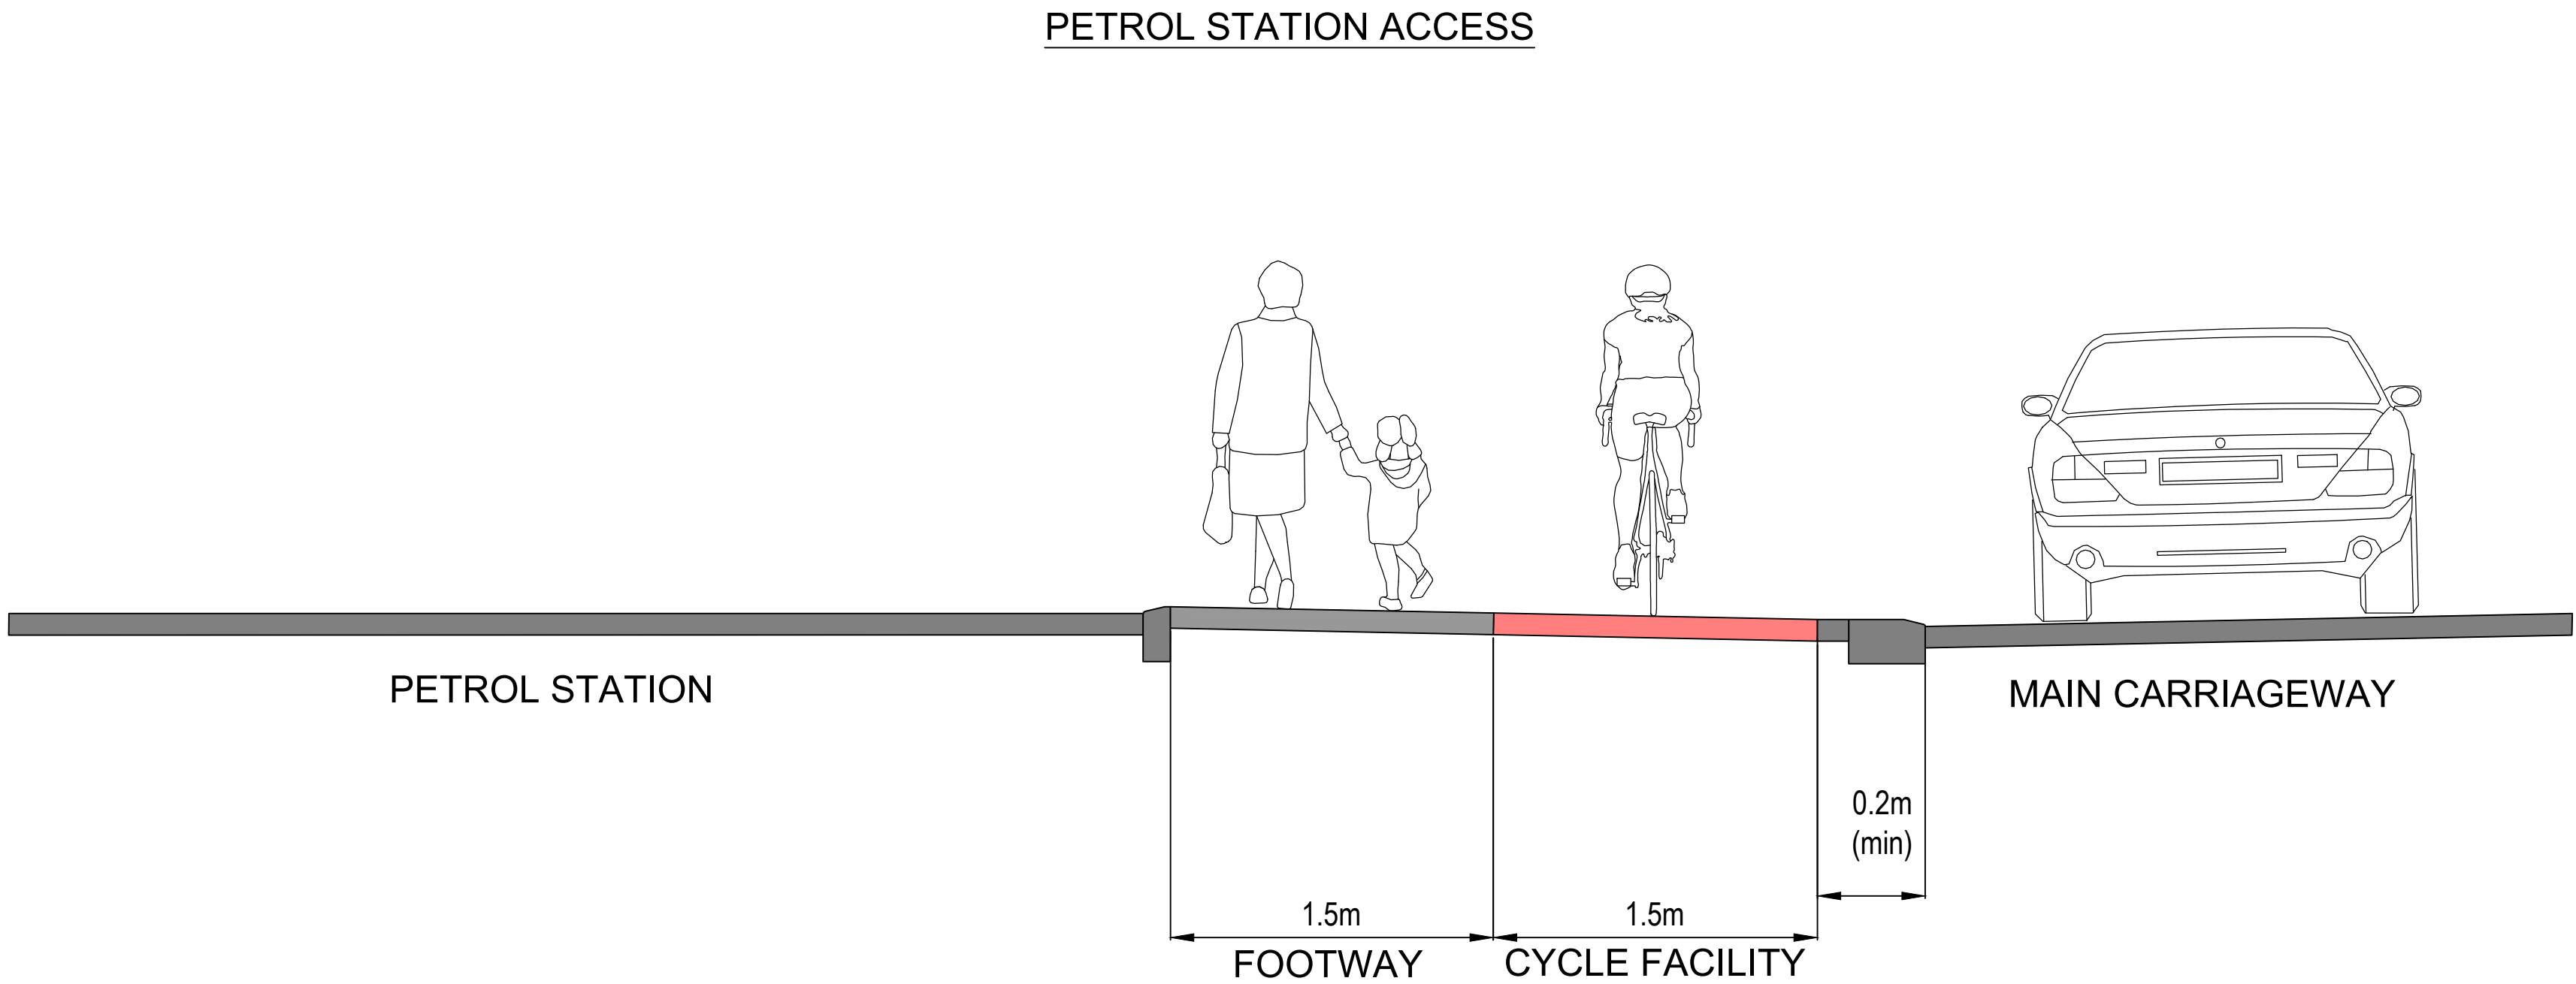 PETROL STATION ACCESS
PETROL STATION
MAIN CARRIAGEWAY
0.2m
(min)
1.5m
1.5m
FOOTWAY
CYCLE FACILITY